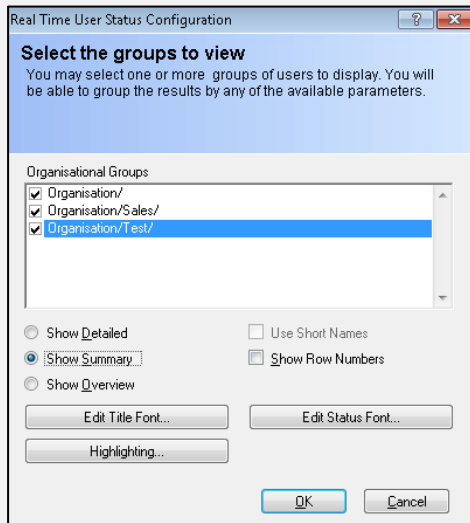 Real Time User Status Configuration
Select the groups to view
You may select one or more groups of users to display. You will
be able to group the results by any of the available parameters.
Organisational Groups
Organisation/
Organisation/Sales/
Organisation/Test/
Show Detailed
Use Short Names
Show Summary
Show Row Numbers
Show Overview
Edit Title Font...
Edit Status Font...
Highlighting...
OK
Cancel